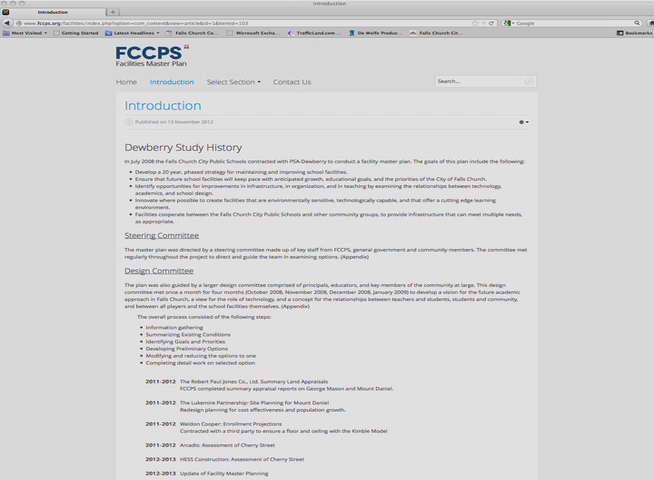 Introduction
Introduction
www.fccps.org/facilities/index.php?option=com_content&view=article&id=1&Itemid=103
Google
Most Visited
Getting Started
Latest Headlines
Falls Church Ci...
Microsoft Excha...
TrafficLand.com ...
De Wolfe Produ...
Falls Church Cit...
Bookmarks
FCCPS
Facilities Master Plan
Home Introduction Select Section Contact Us
Search...
Introduction
Published on 13 November 2012
Dewberry Study History
In July 2008 the Falls Church City Public Schools contracted with PSA-Dewberry to conduct a facility master plan. The goals of this plan include the following:
Develop a 20 year, phased strategy for maintaining and improving school facilities.
Ensure that future school facilities will keep pace with anticipated growth, educational goals, and the priorities of the City of Falls Church.
Identify opportunities for improvements in infrastructure, in organization, and in teaching by examining the relationships between technology,
academics, and school design.
Innovate where possible to create facilities that are environmentally sensitive, technologically capable, and that offer a cutting edge learning
environment.
Facilities cooperate between the Falls Church City Public Schools and other community groups, to provide infrastructure that can meet multiple needs,
as appropriate.
Steering Committee
The master plan was directed by a steering committee made up of key staff from FCCPS, general government and community members. The committee met
regularly throughout the project to direct and guide the team in examining options. (Appendix)
Design Committee
The plan was also guided by a larger design committee comprised of principals, educators, and key members of the community at large. This design
committee met once a month for four months (October 2008, November 2008, December 2008, January 2009) to develop a vision for the future academic
approach in Falls Church, a view for the role of technology, and a concept for the relationships between teachers and students, students and community,
and between all players and the school facilities themselves. (Appendix)
The overall process consisted of the following steps:
Information gathering
Summarizing Existing Conditions
Identifying Goals and Priorities
Developing Preliminary Options
Modifying and reducing the options to one
Completing detail work on selected option
2011-2012 The Robert Paul Jones Co., Ltd. Summary Land Appraisals
FCCPS completed summary appraisal reports on George Mason and Mount Daniel.
2011-2012 The Lukemire Partnership: Site Planning for Mount Daniel
Redesign planning for cost effectiveness and population growth.
2011-2012 Weldon Cooper: Enrollment Projections
Contracted with a third party to ensure a floor and ceiling with the Kimble Model
2011-2012 Arcadis: Assessment of Cherry Street
2012-2013 HESS Construction: Assessment of Cherry Street
2012-2013 Update of Facility Master Planning